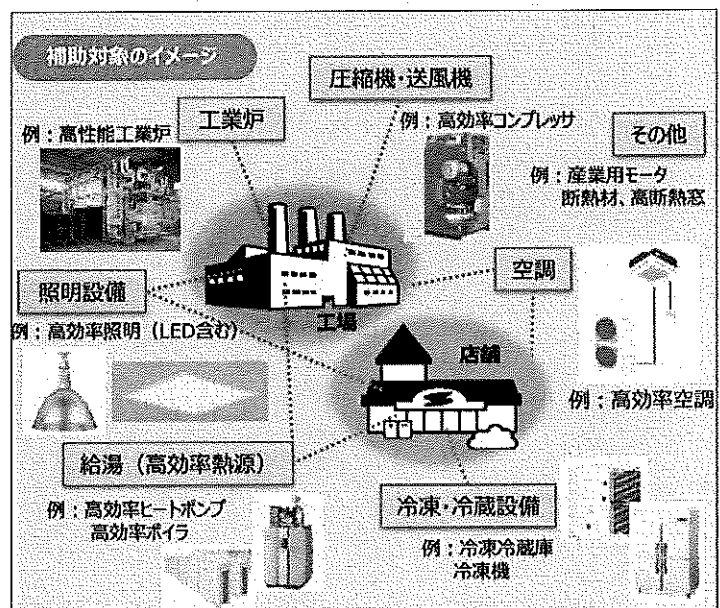 補助対象のイメージ
圧縮機・送風機
工業炉
例：高効率コンプレッサ
その他
例：高性能工業炉
例：産業用モータ
断熱材、高断熱窓
空調
照明設備
工場
例：高効率照明（LED含む）
店舗
例：高効率空調
給湯（高効率熱源）
例：高効率ヒートポンプ
高効率ボイラ
冷凍・冷蔵設備
例：冷凍冷蔵庫
冷凍機